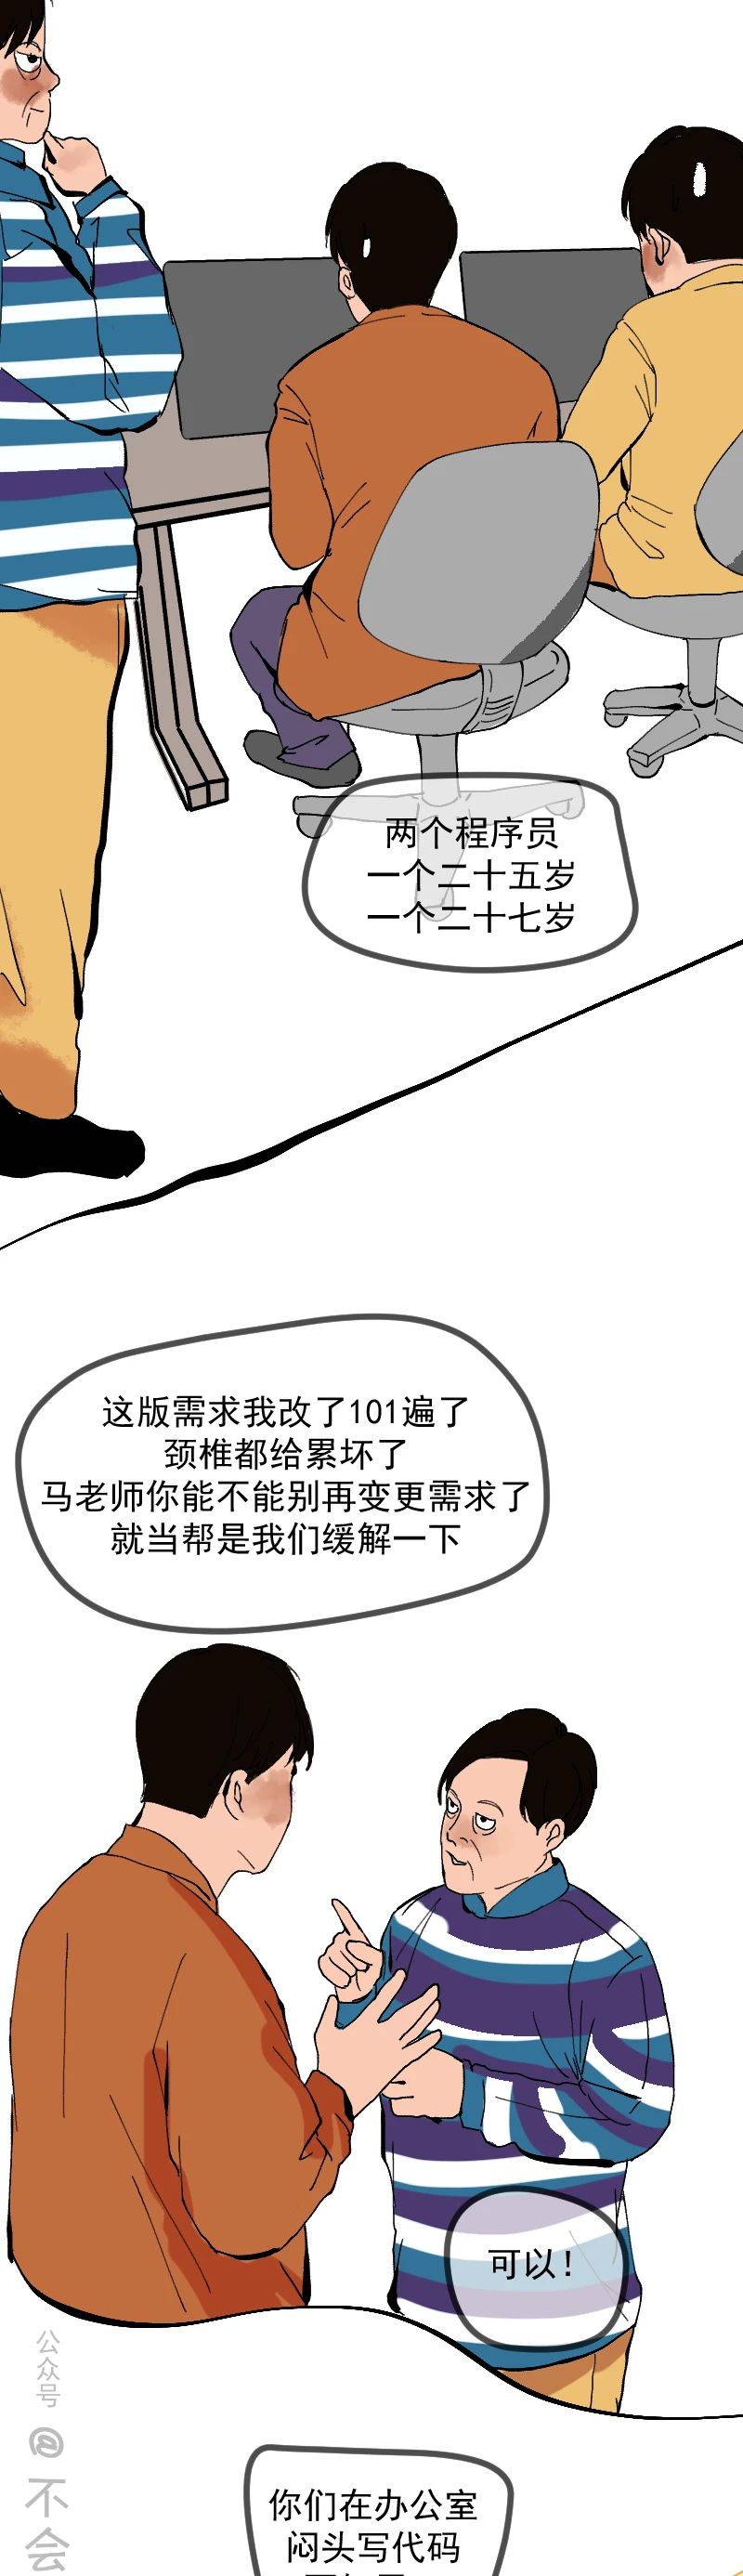 两个程序员
一个二十五岁
一个二十七岁
这版需求我改了101遍了
颈椎都给累坏了
马老师你能不能别再变更需求了
就当帮是我们缓解一下
可以！
公众号@不会
你们在办公室
闷头写代码